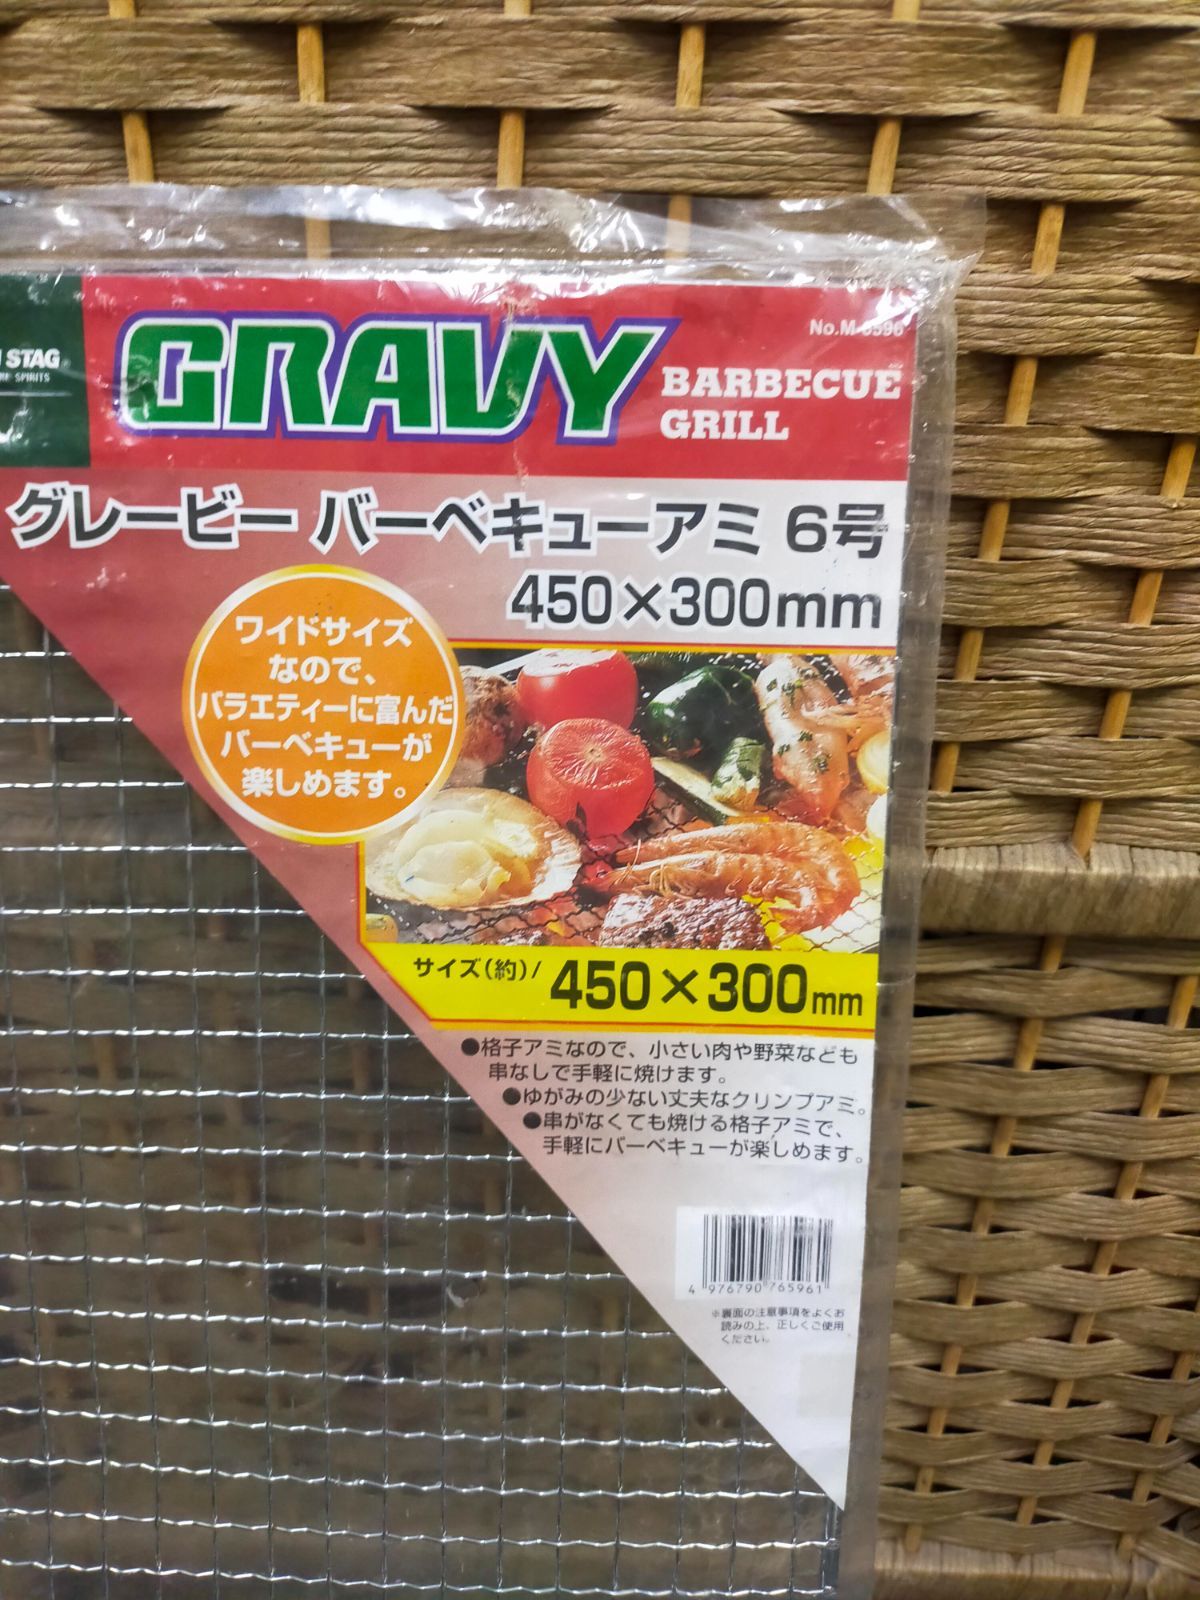 STAG
SPIRITS
GRAVY
No.M-6596
BARBECUE
GRILL
グレービー バーベキューアミ 6号
450×300mm
ワイドサイズ
なので、
バラエティーに富んだ
バーベキューが
楽しめます。
サイズ(約)/ 450×300mm
●格子アミなので、小さい肉や野菜なども
串なしで手軽に焼けます。
●ゆがみの少ない丈夫なクリンプアミ。
●串がなくても焼ける格子アミで、
手軽にバーベキューが楽しめます。
4 976790 765961
※裏面の注意事項をよくお
読みの上、正しくご使用
ください。